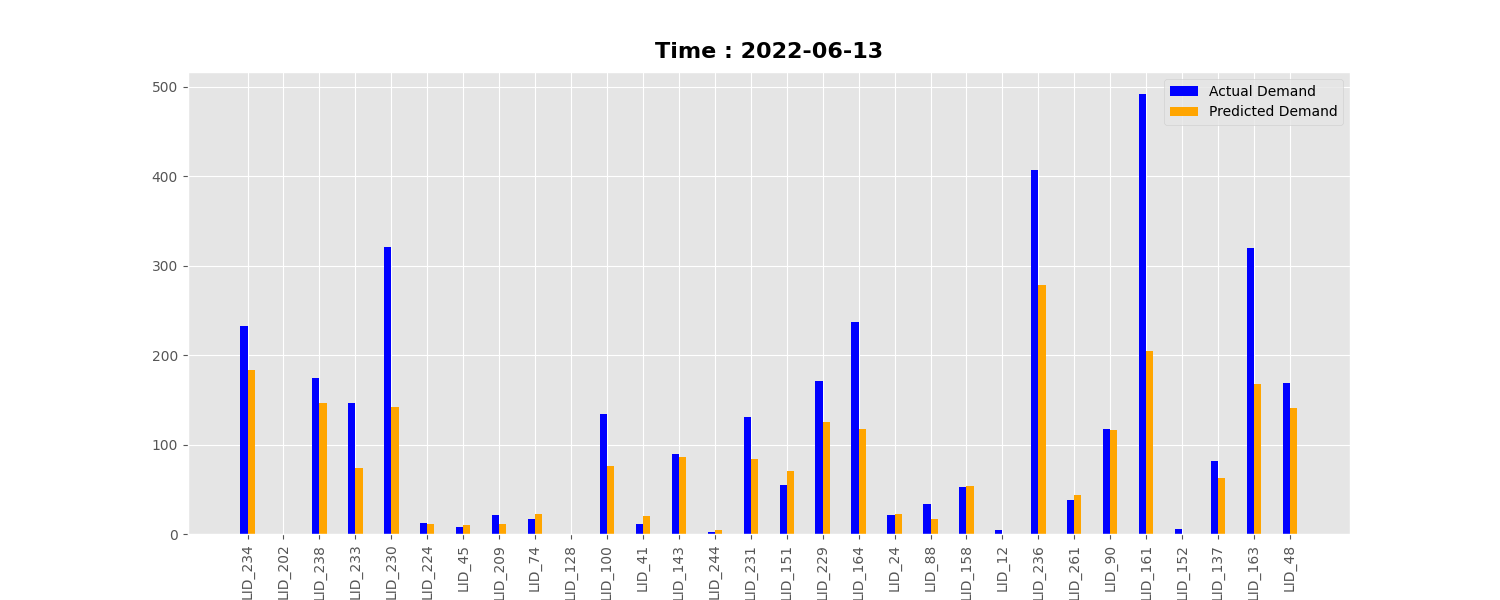 Time : 2022-06-13
Actual Demand
Predicted Demand
500
400
300
200
100
0
LID_234
LID_202
LID_238
LID_233
LID_230
LID_224
LID_45
LID_209
LID_74
LID_128
LID_100
LID_41
LID_143
LID_244
LID_231
LID_151
LID_229
LID_164
LID_24
LID_88
LID_158
LID_12
LID_236
LID_261
LID_90
LID_161
LID_152
LID_137
LID_163
LID_48